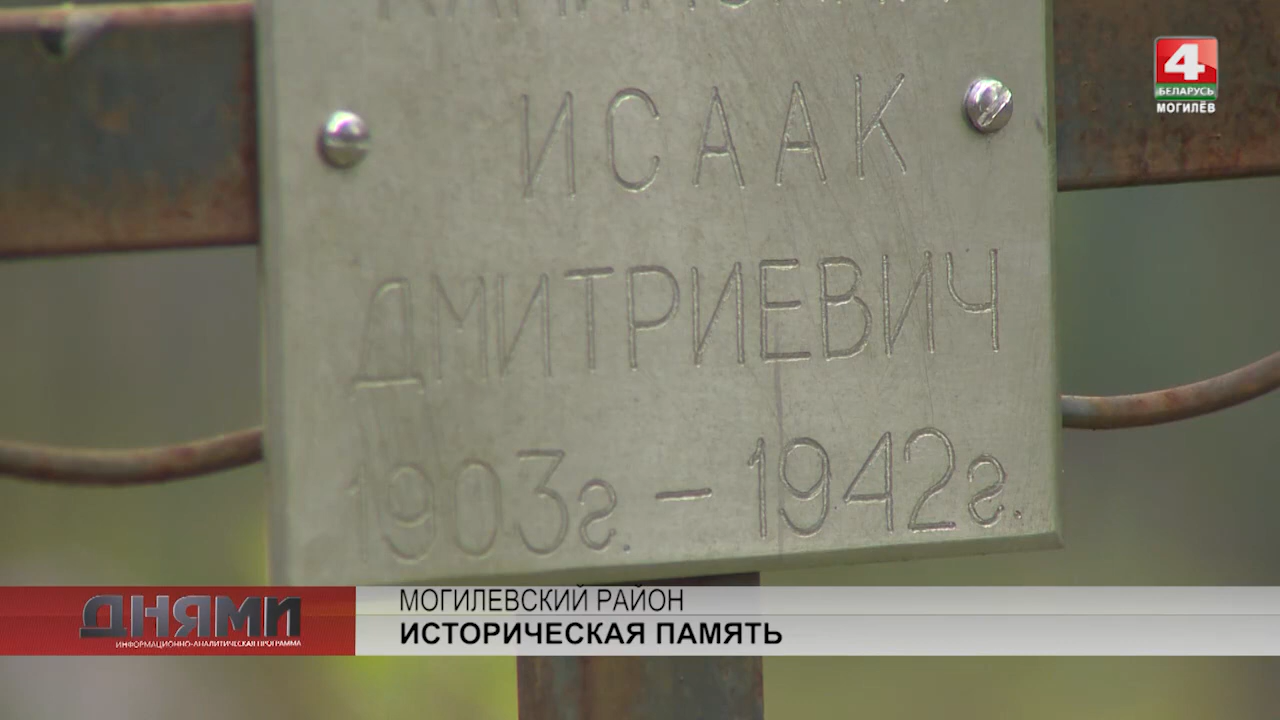 ИСААК
ДМИТРИЕВИЧ
1903г. – 1942г.
4
БЕЛАРУСЬ
МОГИЛЁВ
ДНЯМИ
ИНФОРМАЦИОННО-АНАЛИТИЧЕСКАЯ ПРОГРАММА
МОГИЛЕВСКИЙ РАЙОН
ИСТОРИЧЕСКАЯ ПАМЯТЬ